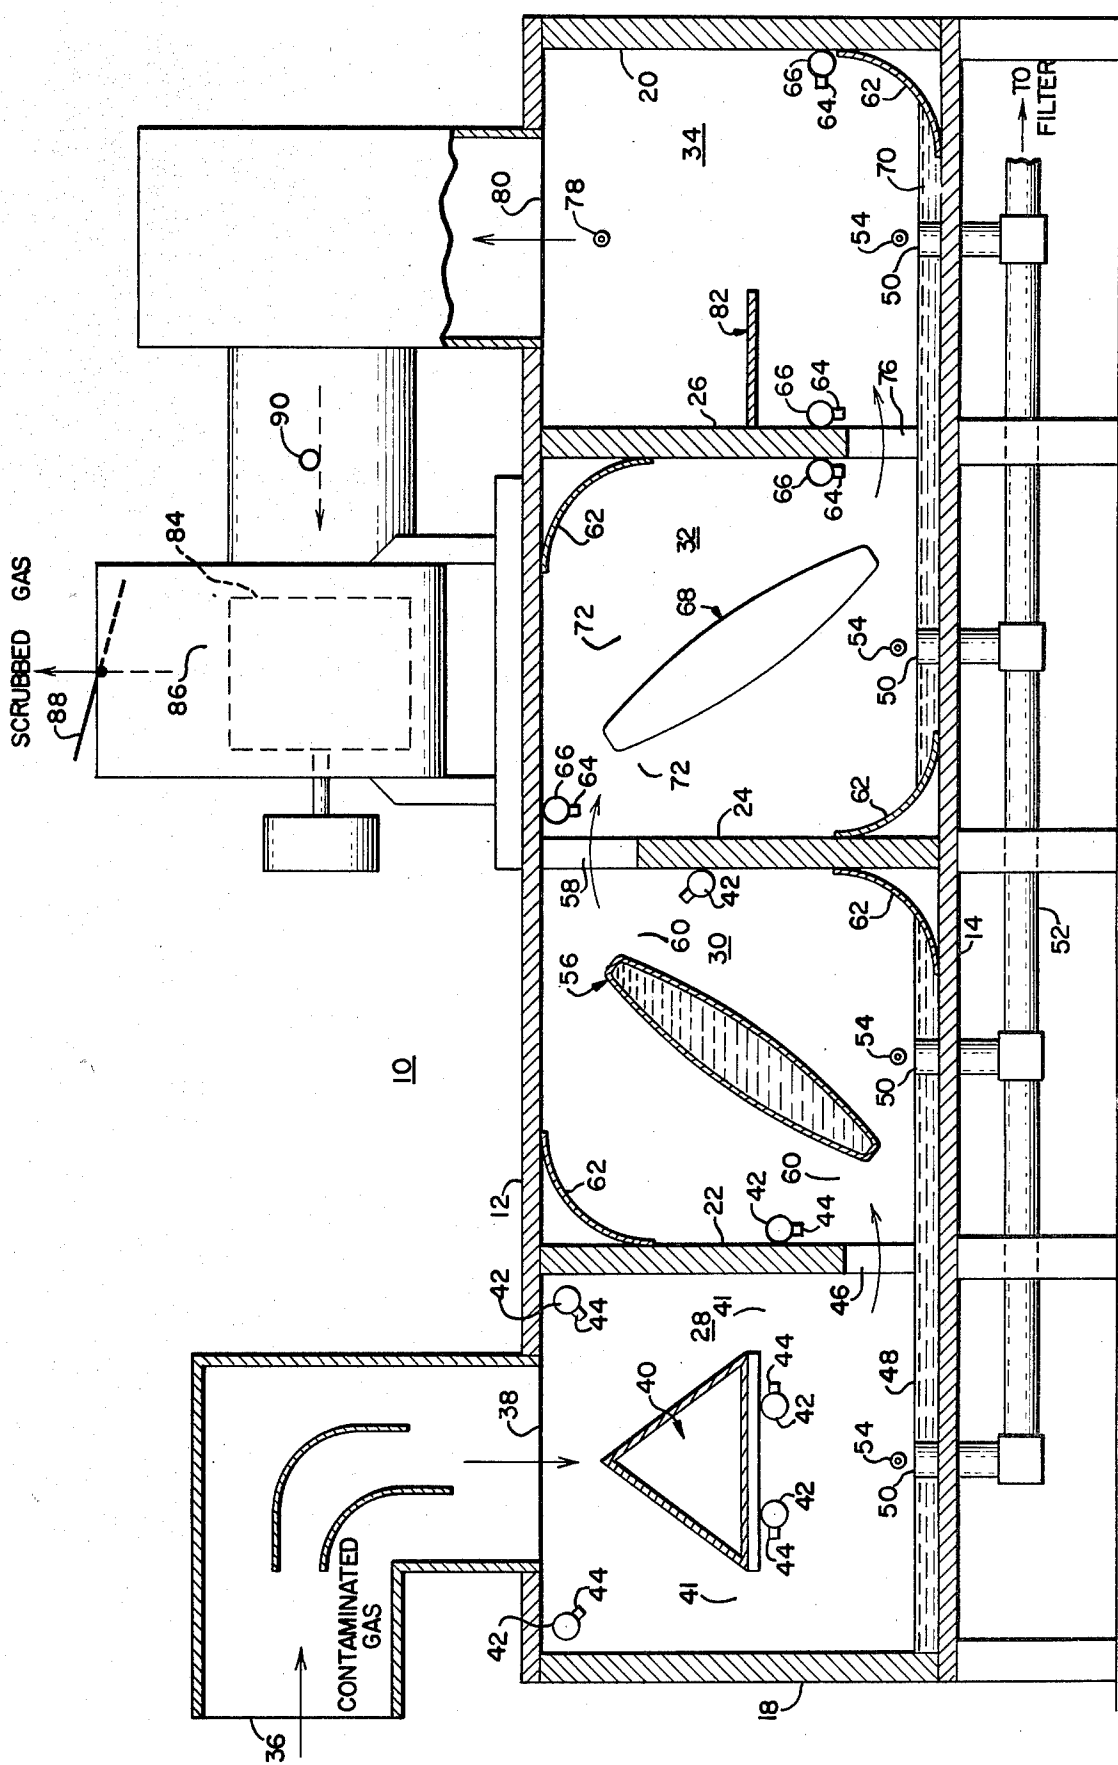 SCRUBBED GAS
88
86 84
36 90
CONTAMINATED
GAS
10
42 42 12 80
38
56 58 66 78
44 44 62 64 72 62
40 20
60 72 68 32 34
41 28 41 30
22 24 26
82
42
18
44 44 66 66 66
42 42 60
44 64 64 64
46
54 54 62 62 54 54 62
50 48 50 50 76 50 70
14
TO
52 FILTER